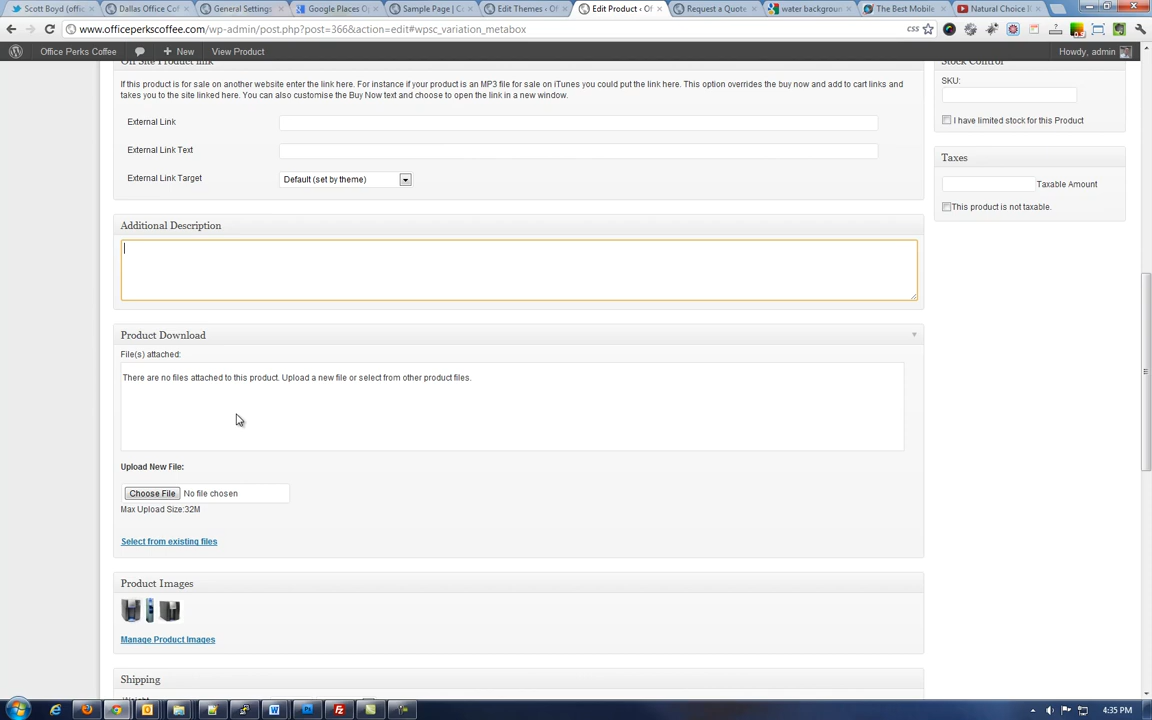 Scott Boyd (offic
Dallas Office Cof
General Settings
Google Places Op
Sample Page | Co
Edit Themes ‹ Of
Edit Product ‹ Of
Request a Quote
water backgroun
The Best Mobile
Natural Choice I
www.officeperkscoffee.com/wp-admin/post.php?post=366&action=edit#wpsc_variation_metabox
CSS
Office Perks Coffee
+ New
View Product
Howdy, admin
Off Site Product link
Stock Control
If this product is for sale on another website enter the link here. For instance if your product is an MP3 file for sale on iTunes you could put the link here. This option overrides the buy now and add to cart links and
takes you to the site linked here. You can also customise the Buy Now text and choose to open the link in a new window.
SKU:
External Link
I have limited stock for this Product
External Link Text
Taxes
External Link Target
Default (set by theme)
Taxable Amount
This product is not taxable.
Additional Description
Product Download
File(s) attached:
There are no files attached to this product. Upload a new file or select from other product files.
Upload New File:
Choose File No file chosen
Max Upload Size:32M
Select from existing files
Product Images
Manage Product Images
Shipping
Weight
4:35 PM